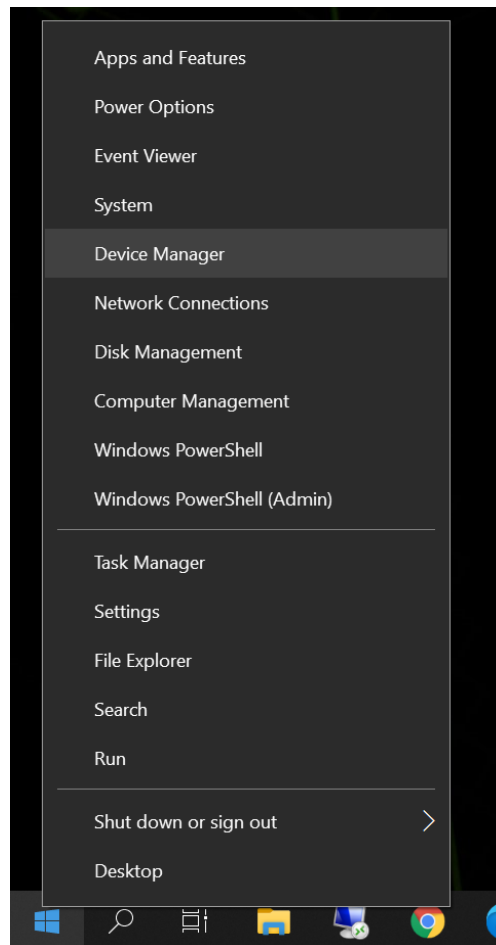 Apps and Features
Power Options
Event Viewer
System
Device Manager
Network Connections
Disk Management
Computer Management
Windows PowerShell
Windows PowerShell (Admin)
Task Manager
Settings
File Explorer
Search
Run
Shut down or sign out
Desktop